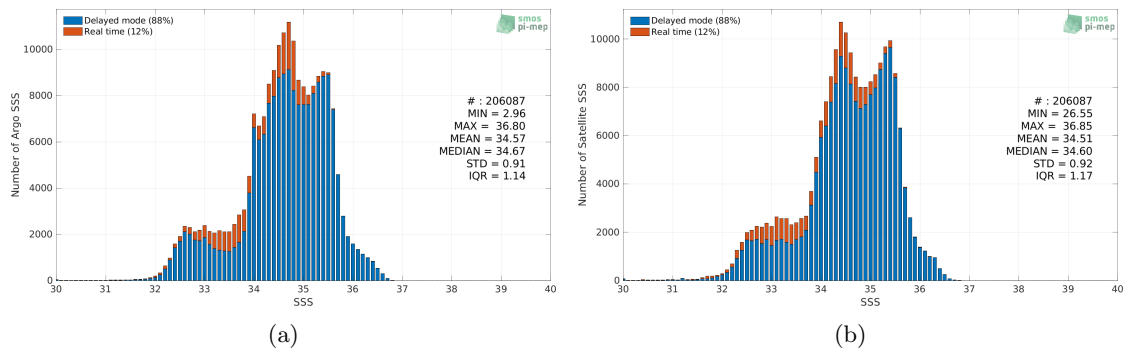 Delayed mode (88%)
Real time (12%)
smos
pi-mep
Number of Argo SSS
10000
8000
6000
4000
2000
0
# : 206087
MIN = 2.96
MAX = 36.80
MEAN = 34.57
MEDIAN = 34.67
STD = 0.91
IQR = 1.14
30 31 32 33 34 35 36 37 38 39 40
SSS
(a)
Delayed mode (88%)
Real time (12%)
smos
pi-mep
Number of Satellite SSS
10000
8000
6000
4000
2000
0
# : 206087
MIN = 26.55
MAX = 36.85
MEAN = 34.51
MEDIAN = 34.60
STD = 0.92
IQR = 1.17
30 31 32 33 34 35 36 37 38 39 40
SSS
(b)